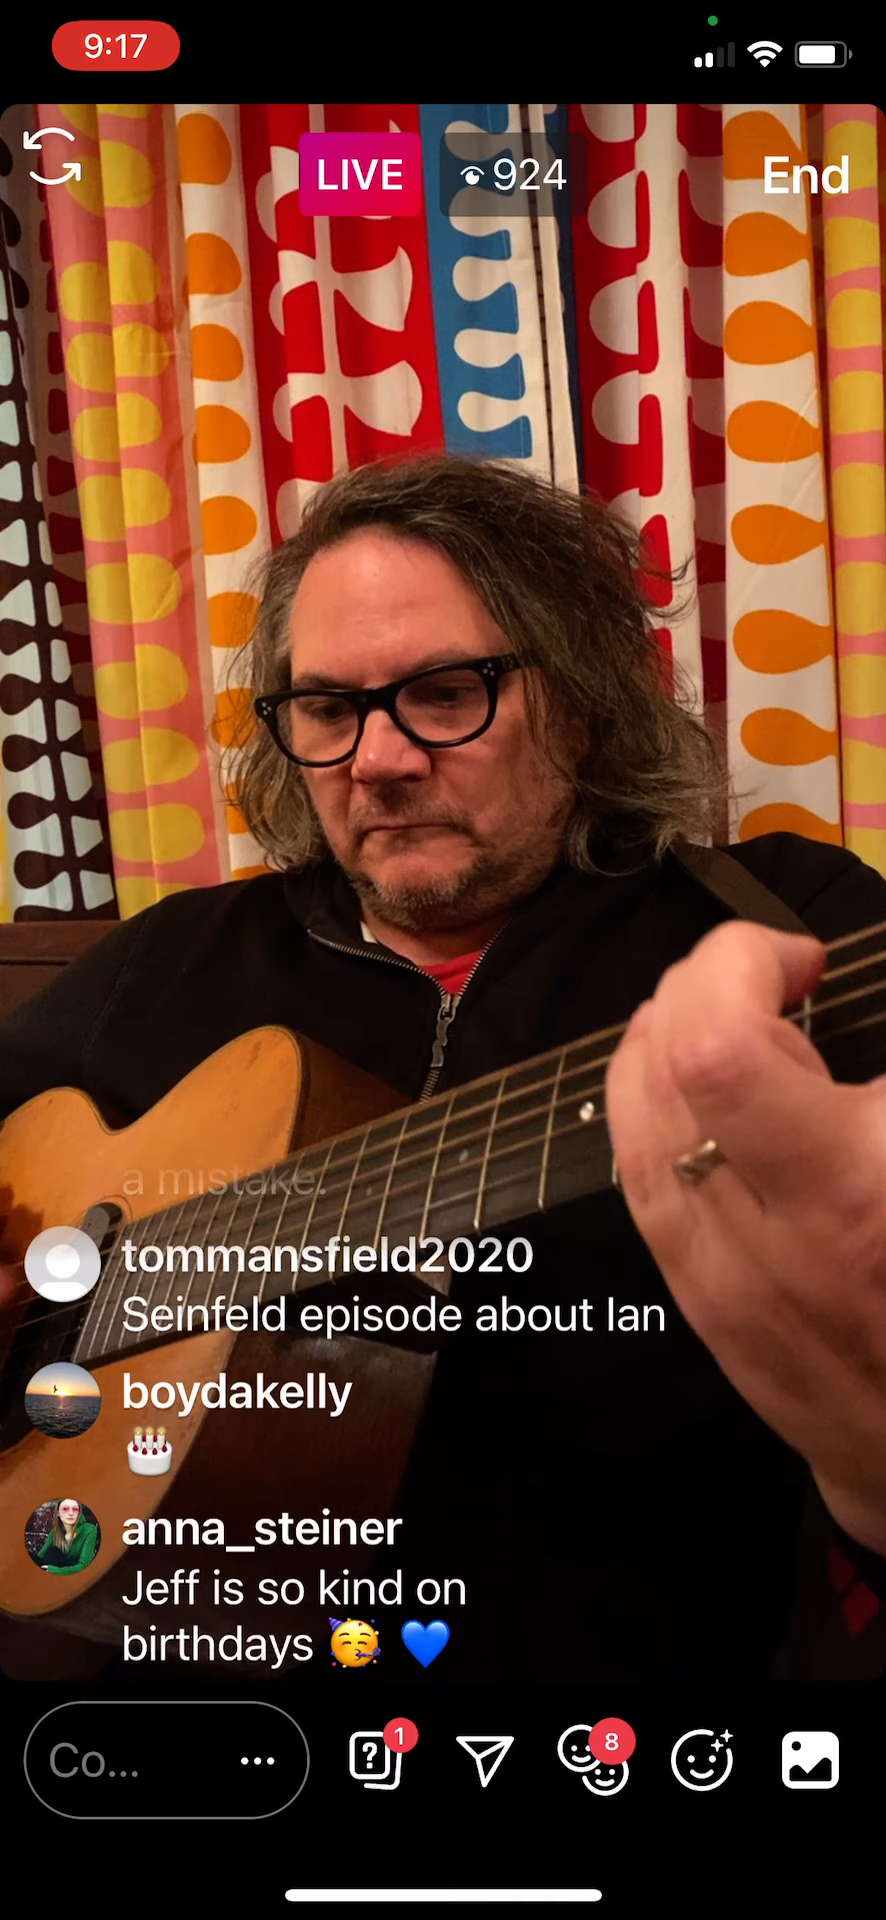 9:17
LIVE
924
End
a mistake.
tommansfield2020
Seinfeld episode about Ian
boydakelly
🎂
anna_steiner
Jeff is so kind on
birthdays 🥳 💙
Co...
?
1
8